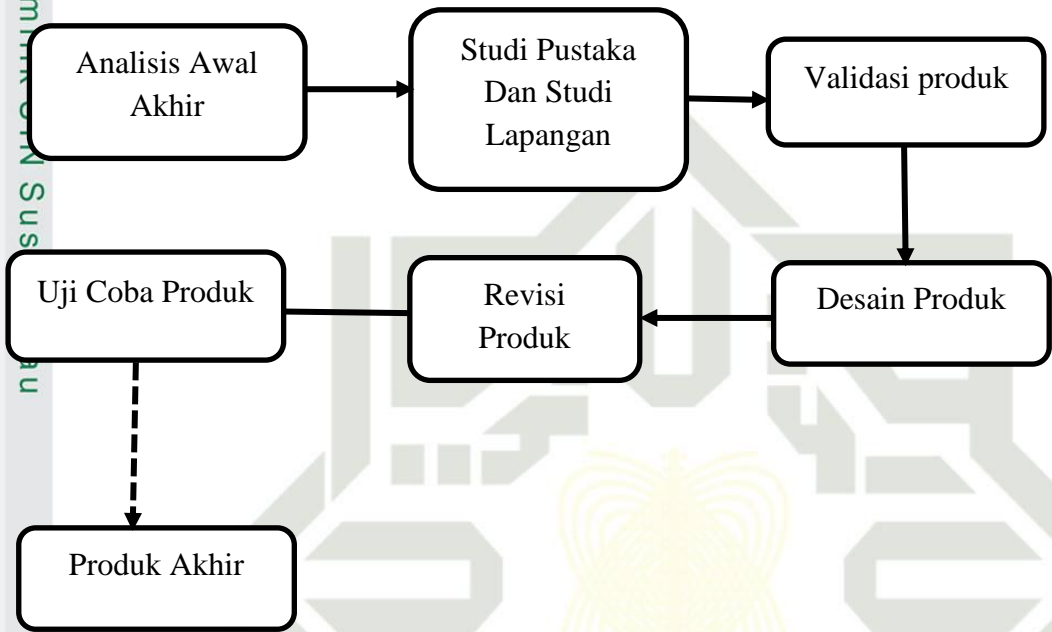 Analisis Awal
Akhir
Studi Pustaka
Dan Studi
Lapangan
Validasi produk
Desain Produk
Revisi
Produk
Uji Coba Produk
Produk Akhir